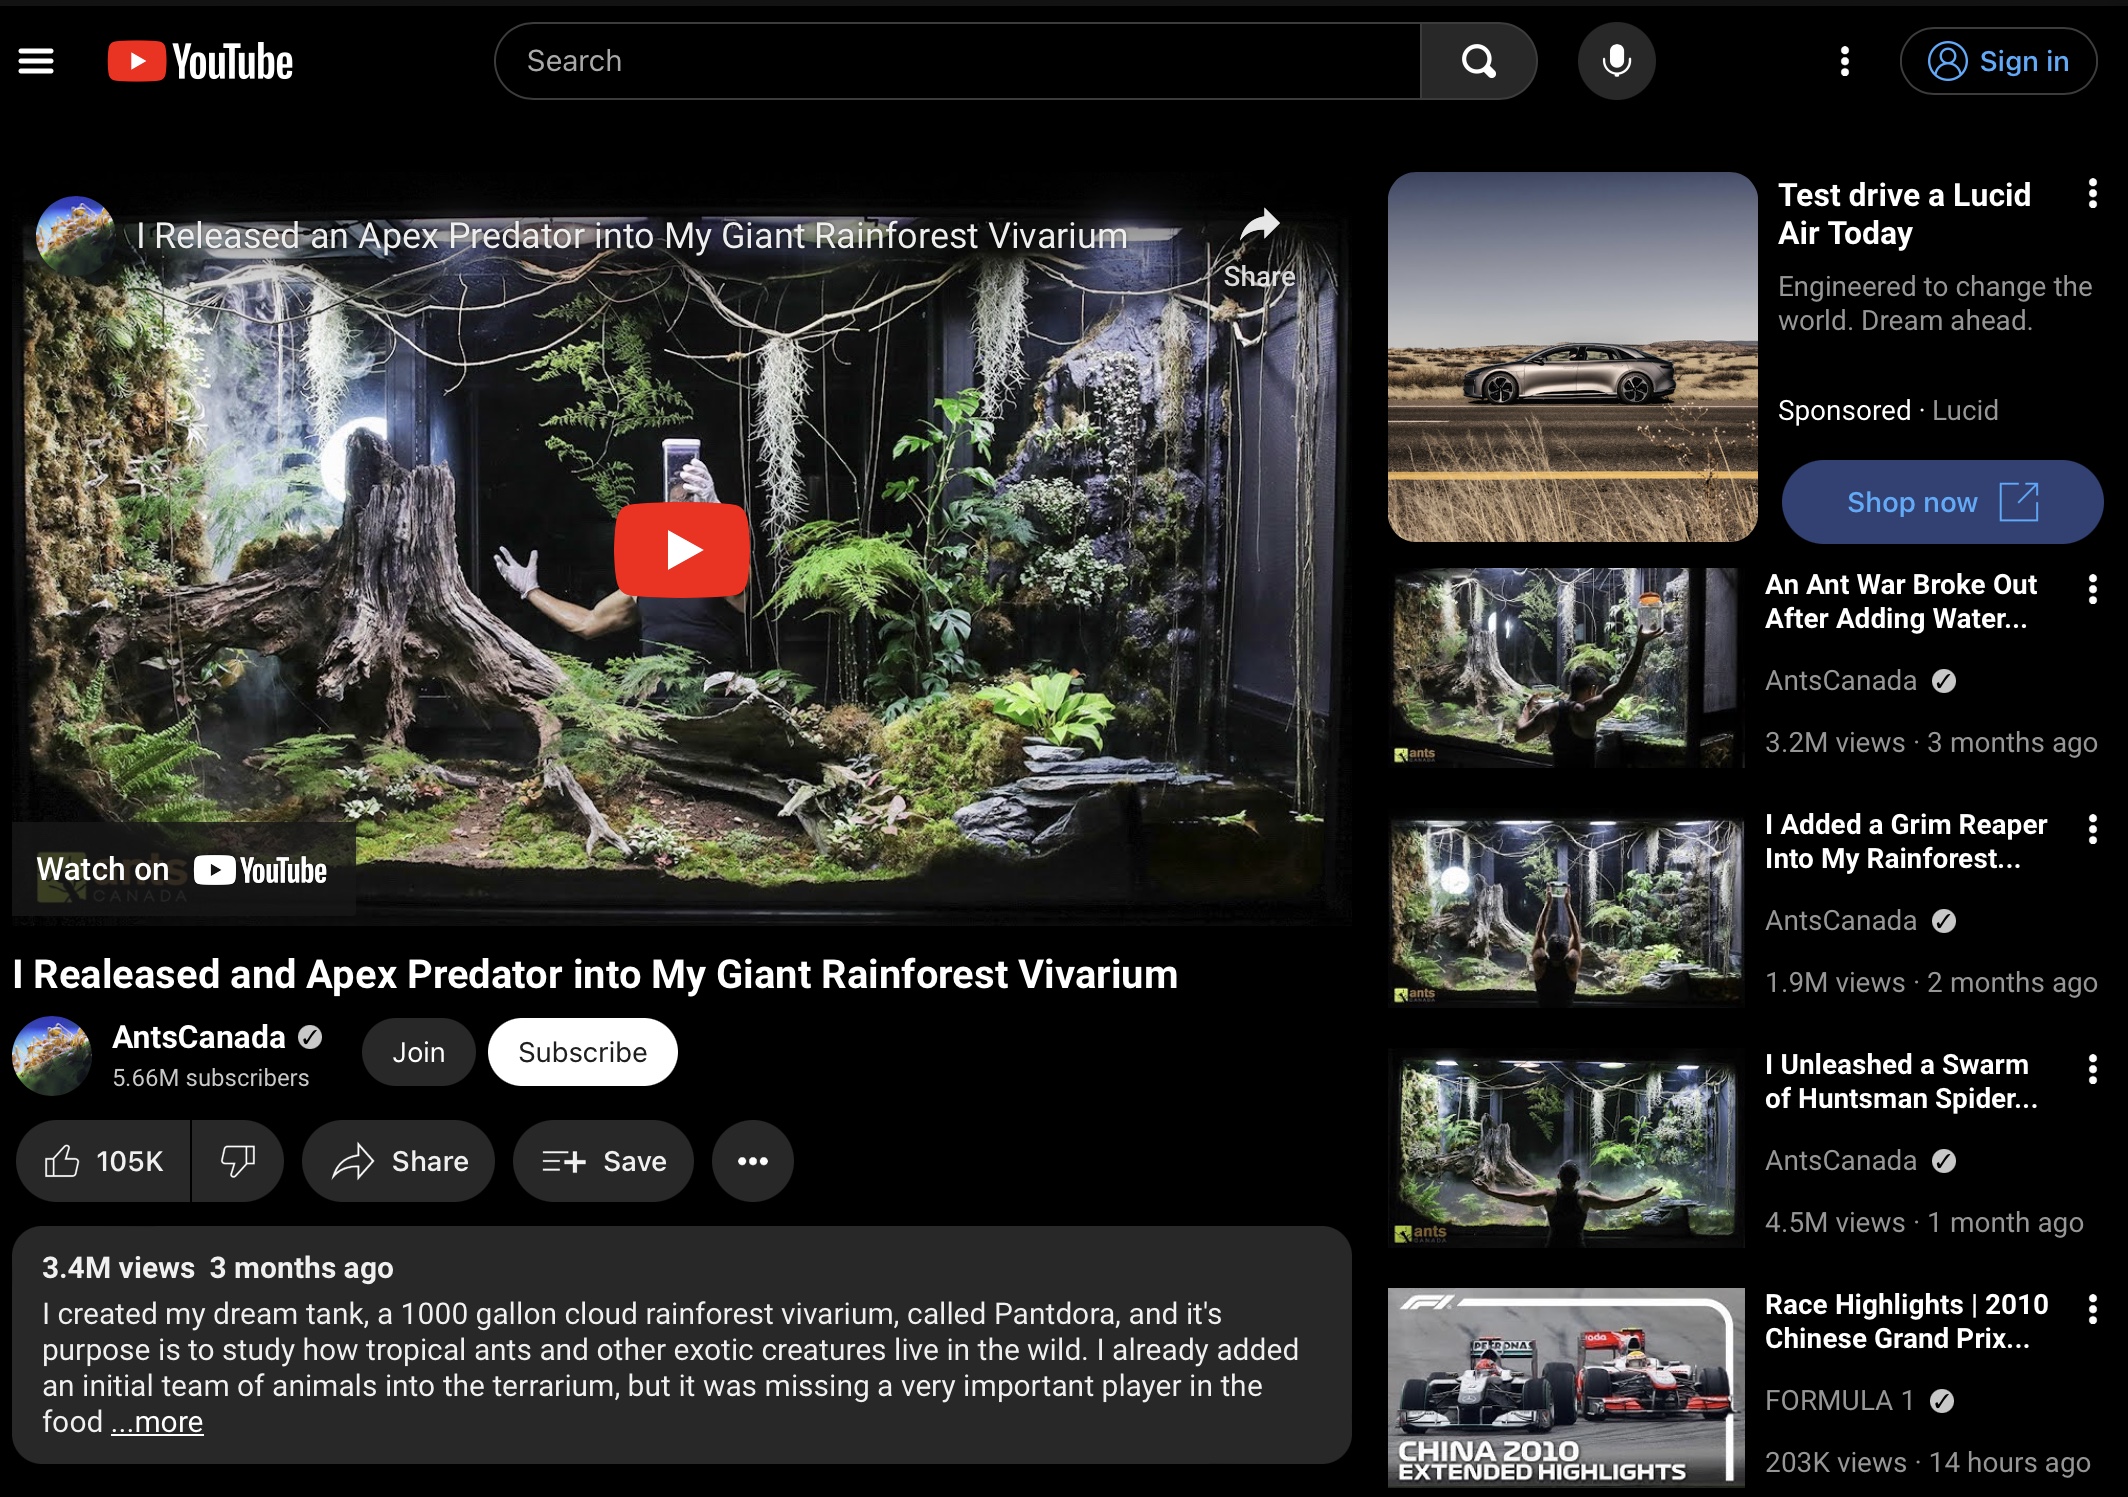 YouTube
Search
Sign in
I Released an Apex Predator into My Giant Rainforest Vivarium
Share
Watch on YouTube
CANADA
I Realeased and Apex Predator into My Giant Rainforest Vivarium
AntsCanada
5.66M subscribers
Join
Subscribe
105K
Share
Save
3.4M views 3 months ago
I created my dream tank, a 1000 gallon cloud rainforest vivarium, called Pantdora, and it's
purpose is to study how tropical ants and other exotic creatures live in the wild. I already added
an initial team of animals into the terrarium, but it was missing a very important player in the
food ...more
Test drive a Lucid
Air Today
Engineered to change the
world. Dream ahead.
Sponsored · Lucid
Shop now
ants
An Ant War Broke Out
After Adding Water...
AntsCanada
3.2M views · 3 months ago
ants
I Added a Grim Reaper
Into My Rainforest...
AntsCanada
1.9M views · 2 months ago
ants
CANADA
I Unleashed a Swarm
of Huntsman Spider...
AntsCanada
4.5M views · 1 month ago
F1
PETRONAS
CHINA 2010
EXTENDED HIGHLIGHTS
Race Highlights | 2010
Chinese Grand Prix...
FORMULA 1
203K views · 14 hours ago